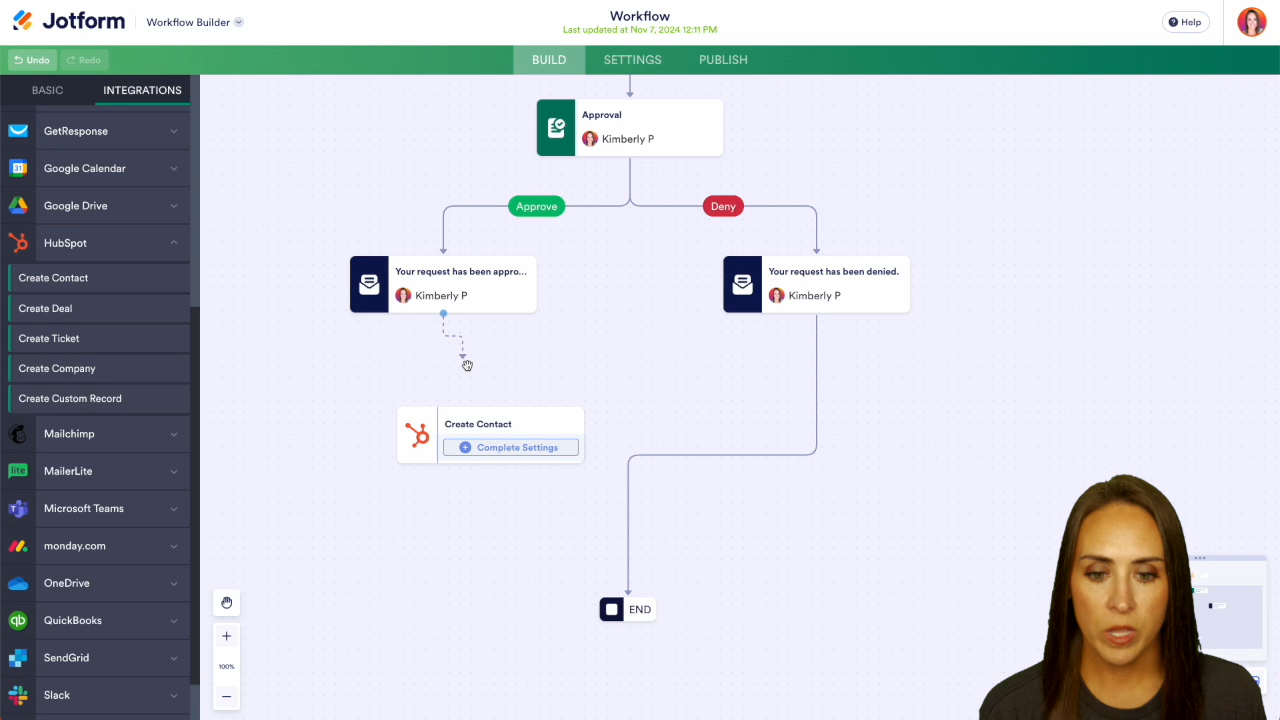 Jotform
Workflow Builder
Workflow
Last updated at Nov 7, 2024 12:11 PM
Help
Undo
Redo
BUILD
SETTINGS
PUBLISH
BASIC
INTEGRATIONS
GetResponse
Google Calendar
Google Drive
HubSpot
Create Contact
Create Deal
Create Ticket
Create Company
Create Custom Record
Mailchimp
lite
MailerLite
Microsoft Teams
monday.com
OneDrive
qb
QuickBooks
SendGrid
Slack
Approval
Kimberly P
Approve
Deny
Your request has been appro...
Kimberly P
Your request has been denied.
Kimberly P
Create Contact
Complete Settings
END
100%